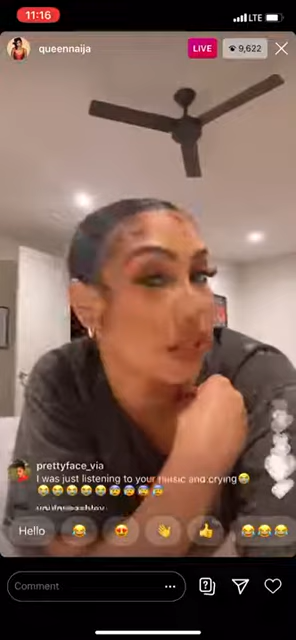 11:16
LTE
queennaija
LIVE
9,622
prettyface_via
I was just listening to your music and crying😭
😭😭😭😭😭😰😰😰😰
Hello 😂 😍 👏 👍 😂😂😂
Comment